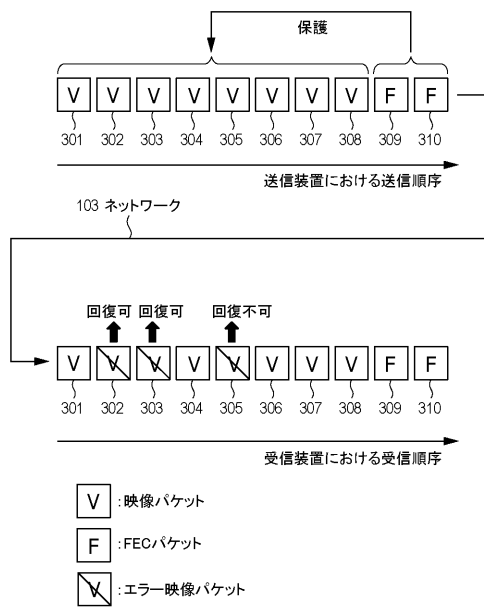 保護
V V V V V V V V F F
301 302 303 304 305 306 307 308 309 310
送信装置における送信順序
103 ネットワーク
回復可 回復可 回復不可
V V V V V V V V F F
301 302 303 304 305 306 307 308 309 310
受信装置における受信順序
V :映像パケット
F :FECパケット
V :エラー映像パケット